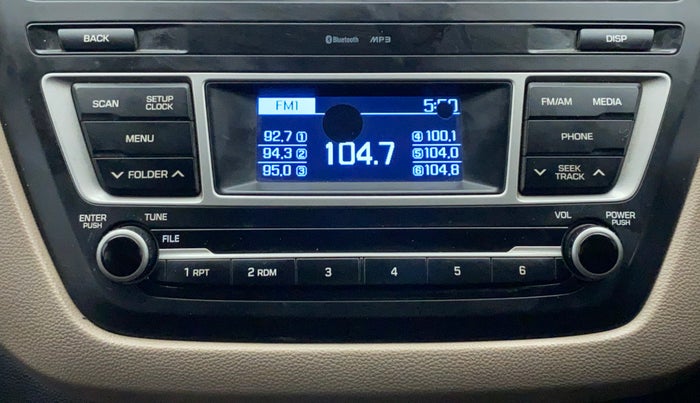 BACK
Bluetooth MP3
DISP
SCAN SETUP CLOCK
MENU
FOLDER
FM1
92.7 1 4 100.1
94.3 2 104.7 5 104.0
95.0 3 6 104.8
FM/AM MEDIA
PHONE
SEEK TRACK
ENTER PUSH
TUNE
FILE
VOL
POWER PUSH
1 RPT 2 RDM 3 4 5 6